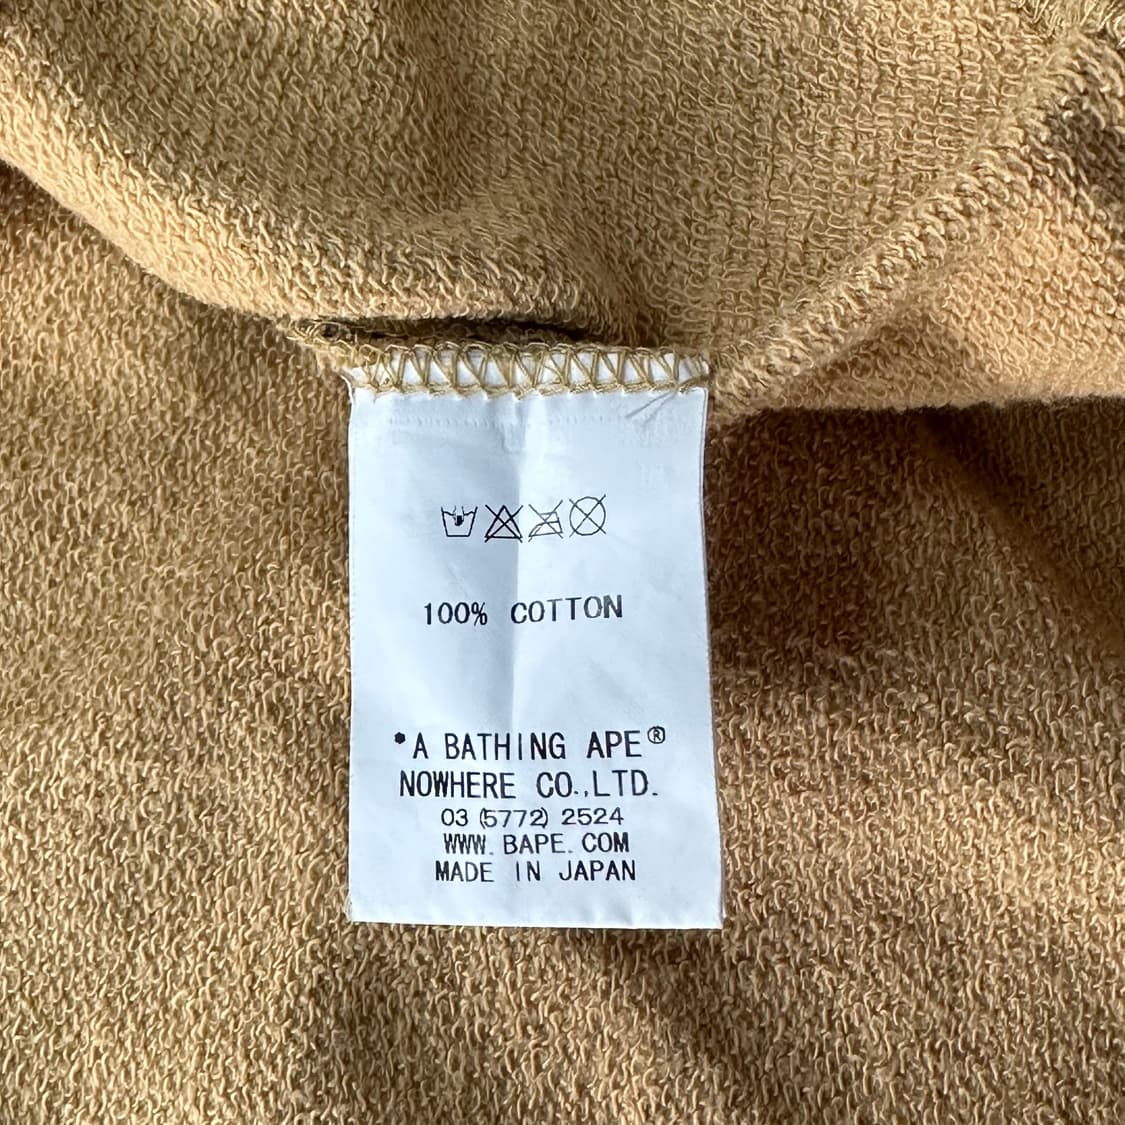 100% COTTON
*A BATHING APE®
NOWHERE CO.,LTD.
03 (5772) 2524
WWW.BAPE.COM
MADE IN JAPAN